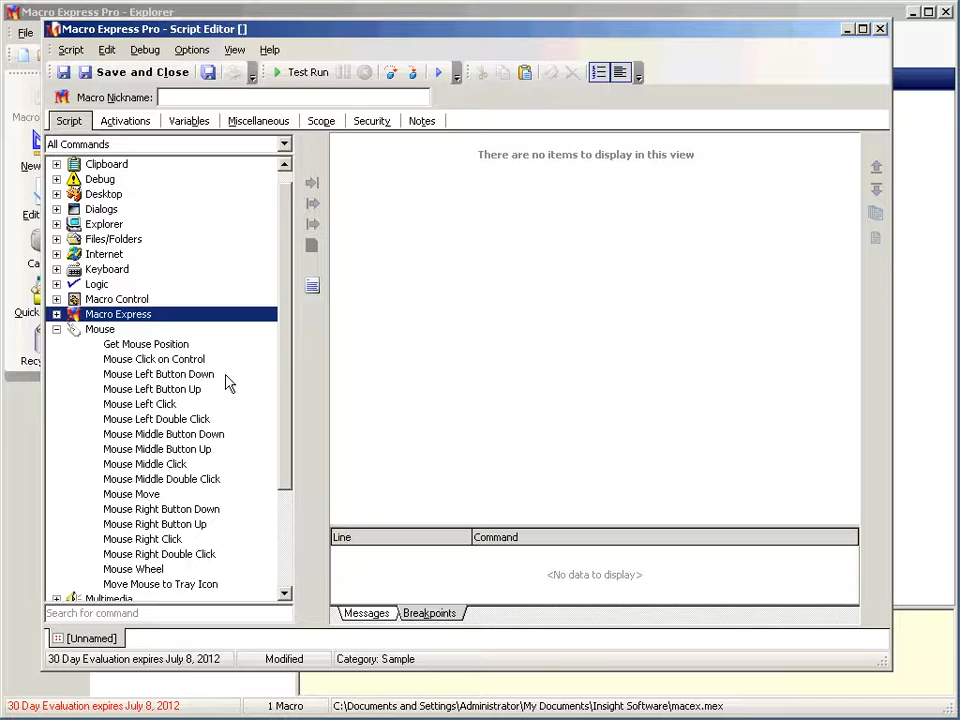 Macro Express Pro - Explorer
File
Macro Express Pro - Script Editor []
Script Edit Debug Options View Help
Save and Close Test Run
Macro Nickname:
Script Activations Variables Miscellaneous Scope Security Notes
All Commands
Clipboard
Debug
Desktop
Dialogs
Explorer
Files/Folders
Internet
Keyboard
Logic
Macro Control
Macro Express
Mouse
Get Mouse Position
Mouse Click on Control
Mouse Left Button Down
Mouse Left Button Up
Mouse Left Click
Mouse Left Double Click
Mouse Middle Button Down
Mouse Middle Button Up
Mouse Middle Click
Mouse Middle Double Click
Mouse Move
Mouse Right Button Down
Mouse Right Button Up
Mouse Right Click
Mouse Right Double Click
Mouse Wheel
Move Mouse to Tray Icon
Multimedia
Search for command
There are no items to display in this view
Line Command
<No data to display>
Messages Breakpoints
[Unnamed]
30 Day Evaluation expires July 8, 2012 Modified Category: Sample
Macro
New
Edit
Ca
Quick
Rec
30 Day Evaluation expires July 8, 2012 1 Macro C:\Documents and Settings\Administrator\My Documents\Insight Software\macex.mex